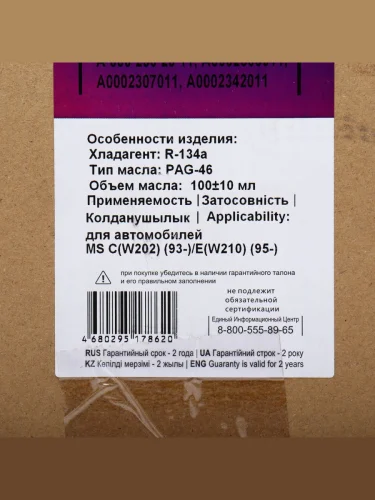 A0002307011, A0002342011
Особенности изделия:
Хладагент: R-134a
Тип масла: PAG-46
Объем масла: 100±10 мл
Применяемость |Затосовність |
Колданушылык | Applicability:
для автомобилей
MS C(W202) (93-)/E(W210) (95-)
при покупке убедитесь в наличии гарантийного талона
и его правильном заполнении
не подлежит
обязательной
сертификации
Единый Информационный Центр
8-800-555-89-65
4 680295 178620
RUS Гарантийный срок - 2 года | UA Гарантійний строк - 2 року
KZ Кепілді мерзімі - 2 жылы | ENG Guaranty is valid for 2 years